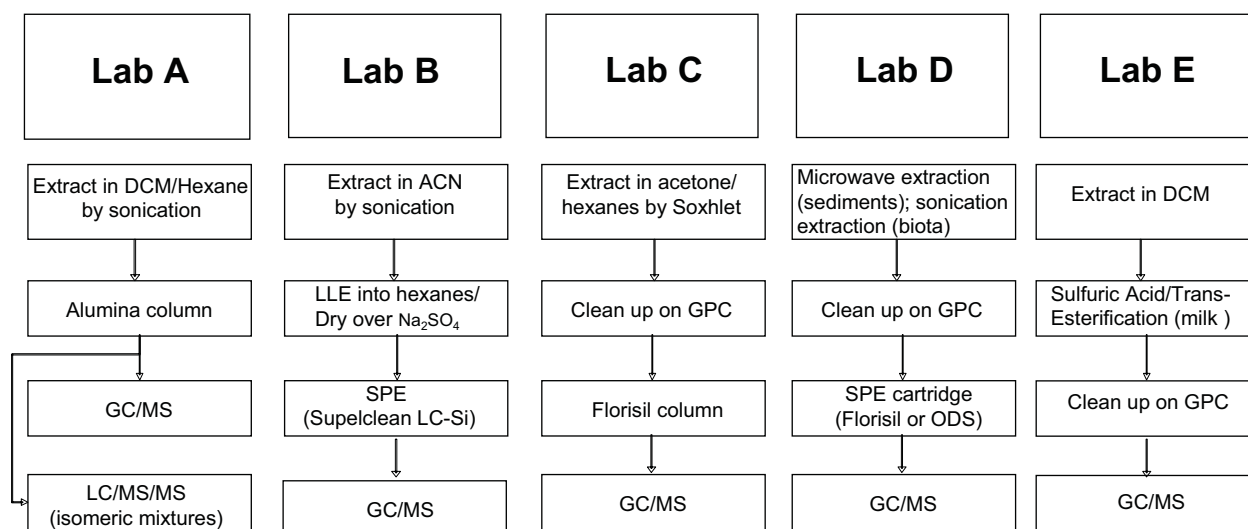 Lab A
Extract in DCM/Hexane
by sonication
Alumina column
GC/MS
LC/MS/MS
(isomeric mixtures)
Lab B
Extract in ACN
by sonication
LLE into hexanes/
Dry over Na₂SO₄
SPE
(Supelclean LC-Si)
GC/MS
Lab C
Extract in acetone/
hexanes by Soxhlet
Clean up on GPC
Florisil column
GC/MS
Lab D
Microwave extraction
(sediments); sonication
extraction (biota)
Clean up on GPC
SPE cartridge
(Florisil or ODS)
GC/MS
Lab E
Extract in DCM
Sulfuric Acid/Trans-
Esterification (milk )
Clean up on GPC
GC/MS